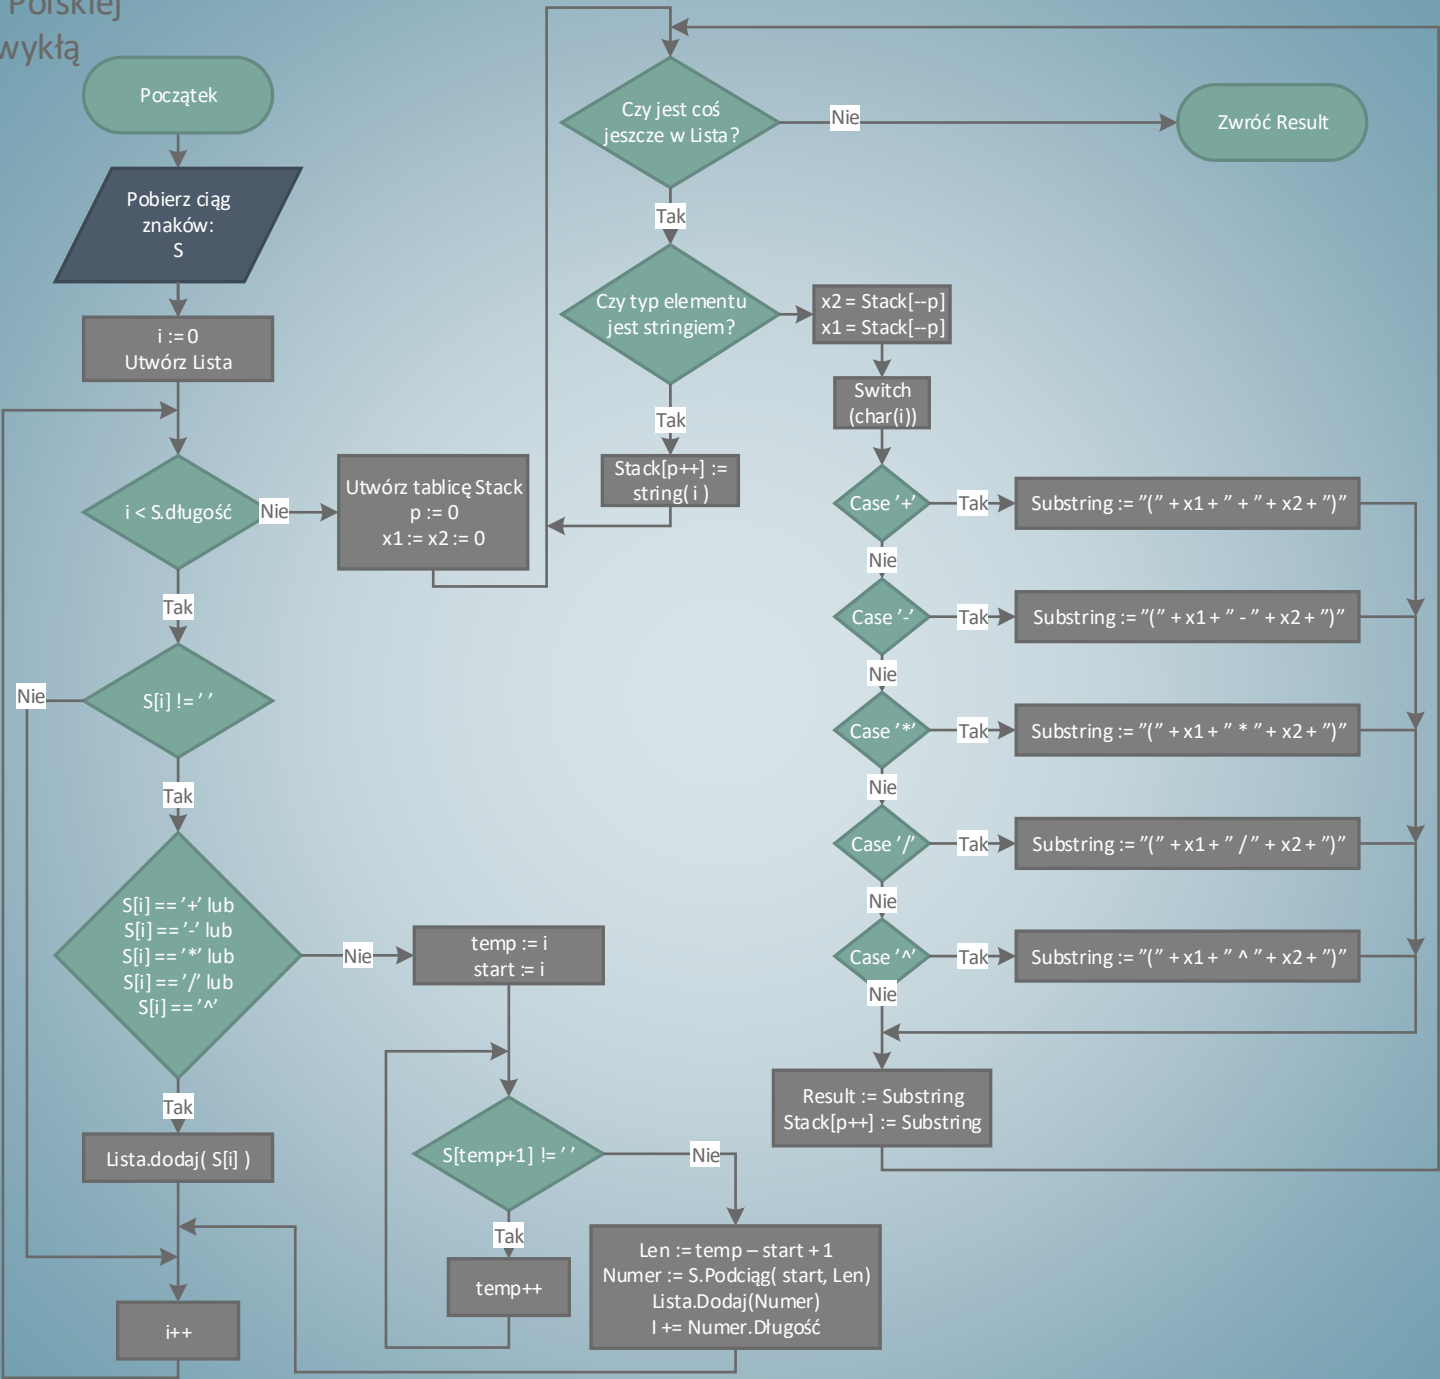 Polskiej
wykłą
Początek
Pobierz ciąg
znaków:
S
i := 0
Utwórz Lista
i < S.długość
Nie
Tak
S[i] != ' '
Nie
Tak
S[i] == '+' lub
S[i] == '-' lub
S[i] == '*' lub
S[i] == '/' lub
S[i] == '^'
Nie
Tak
Lista.dodaj( S[i] )
i++
temp := i
start := i
S[temp+1] != ' '
Nie
Tak
temp++
Len := temp – start + 1
Numer := S.Podciąg( start, Len)
Lista.Dodaj(Numer)
I += Numer.Długość
Utwórz tablicę Stack
p := 0
x1 := x2 := 0
Czy jest coś
jeszcze w Lista?
Nie
Zwróć Result
Tak
Czy typ elementu
jest stringiem?
Tak
Stack[p++] :=
string( i )
x2 = Stack[--p]
x1 = Stack[--p]
Switch
(char(i))
Case '+'
Tak
Substring := ”(” + x1 + ” + ” + x2 + ”)”
Nie
Case '-'
Tak
Substring := ”(” + x1 + ” - ” + x2 + ”)”
Nie
Case '*'
Tak
Substring := ”(” + x1 + ” * ” + x2 + ”)”
Nie
Case '/'
Tak
Substring := ”(” + x1 + ” / ” + x2 + ”)”
Nie
Case '^'
Tak
Substring := ”(” + x1 + ” ^ ” + x2 + ”)”
Nie
Result := Substring
Stack[p++] := Substring